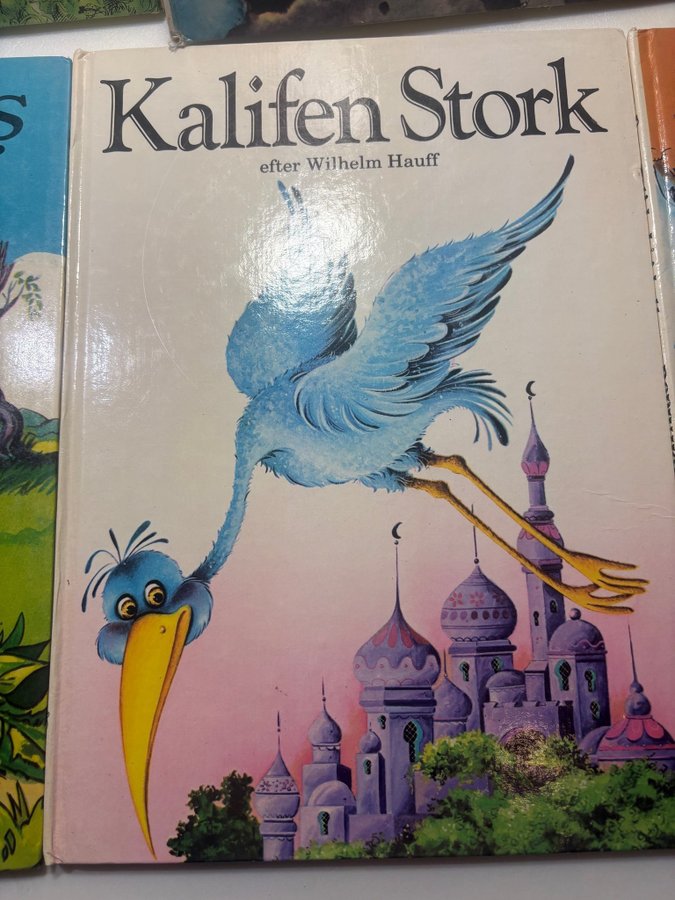 Kalifen Stork
efter Wilhelm Hauff